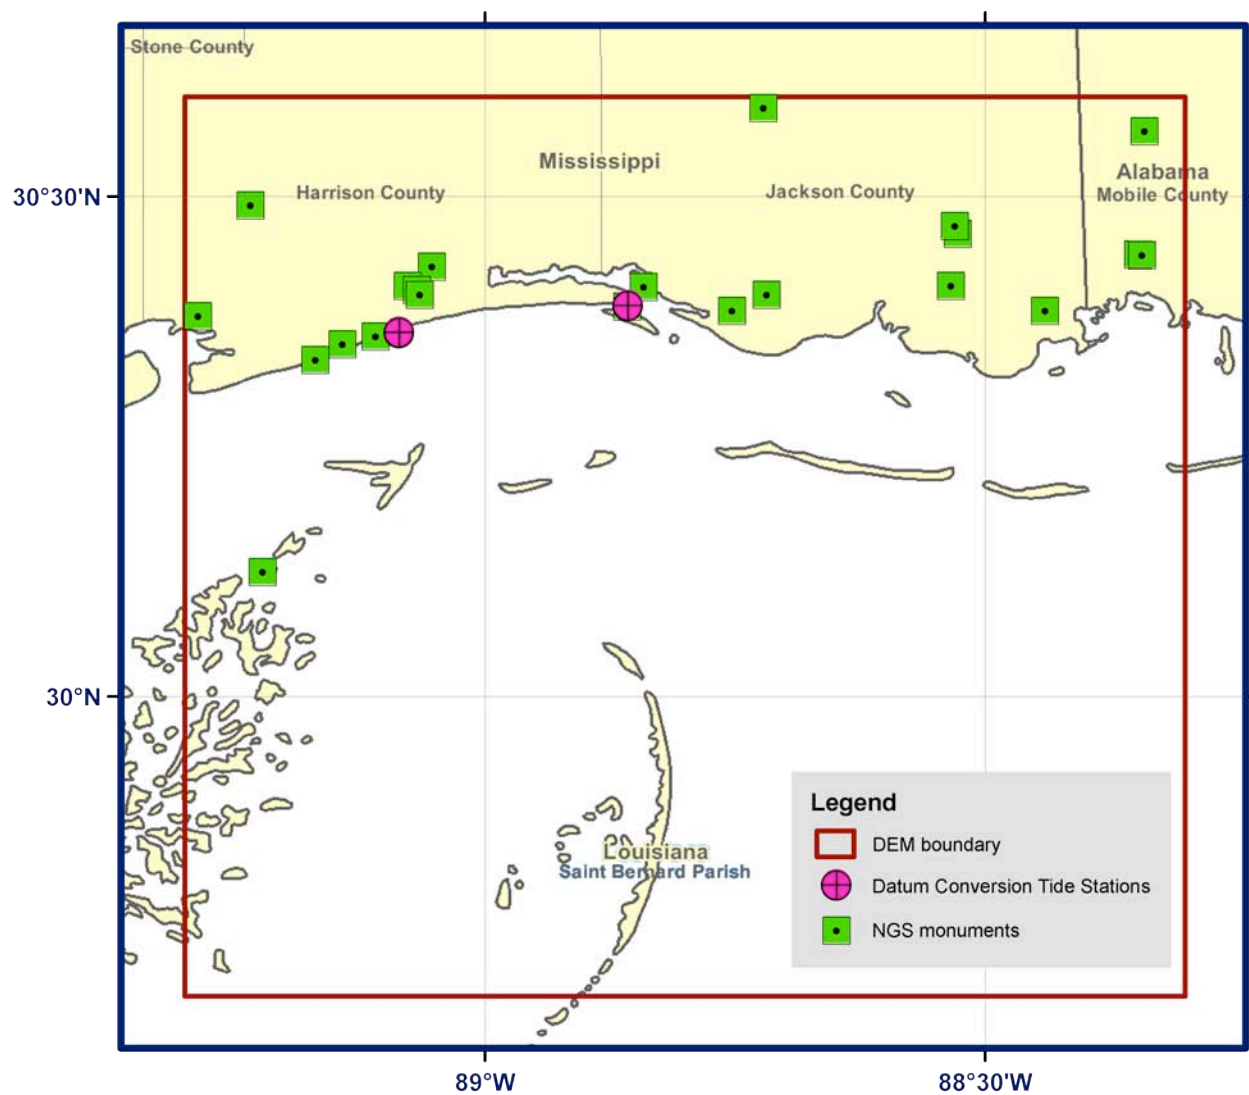 Stone County
Mississippi
Alabama
30°30'N
Harrison County
Jackson County
Mobile County
30°N
Legend
DEM boundary
Louisiana
Saint Bernard Parish
Datum Conversion Tide Stations
NGS monuments
89°W
88°30'W